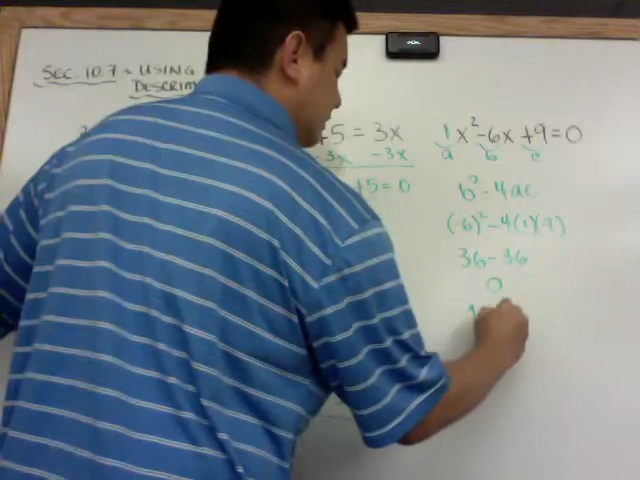 SEC. 10.7 ~ USING
DESCRIM
+5 = 3x
-3x -3x
15 = 0
1x²-6x+9=0
a b c
b²-4ac
(-6)²-4(1)(9)
36-36
0